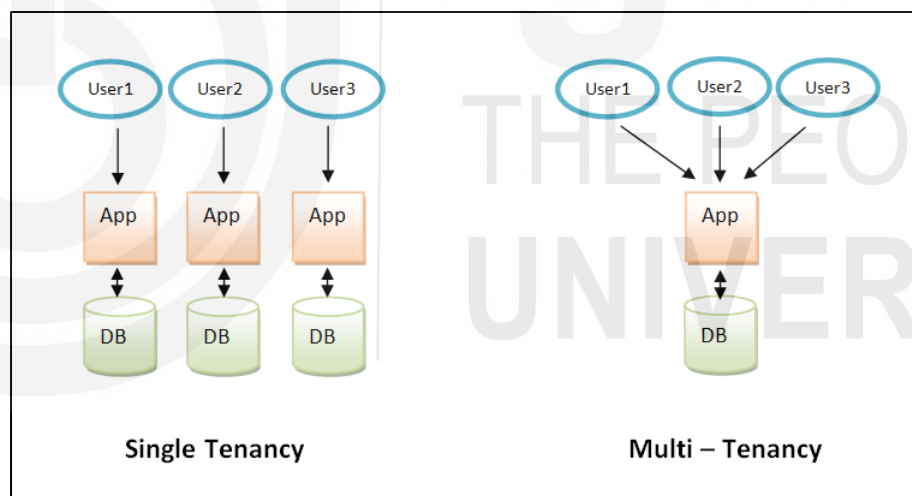 User1 User2 User3 User1 User2 User3
THE PEO
App App App App
UNIVER
DB DB DB DB
Single Tenancy Multi – Tenancy